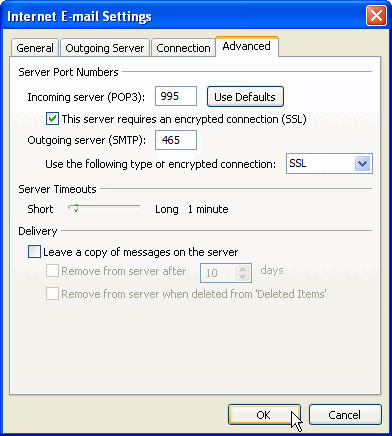 Internet E-mail Settings
General Outgoing Server Connection Advanced
Server Port Numbers
Incoming server (POP3): 995 Use Defaults
This server requires an encrypted connection (SSL)
Outgoing server (SMTP): 465
Use the following type or encrypted connection: SSL
Server Timeouts
Short Long 1 minute
Delivery
Leave a copy of messages on the server
Remove from server after 10 days
Remove from server when deleted from 'Deleted Items'
OK Cancel